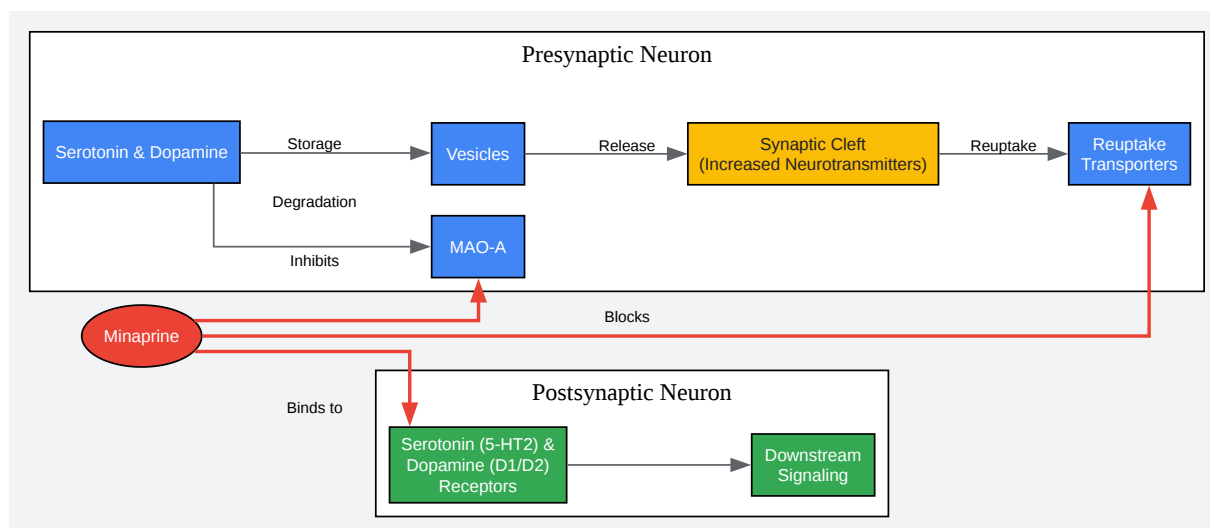 Presynaptic Neuron
Serotonin & Dopamine
Storage
Vesicles
Release
Synaptic Cleft
(Increased Neurotransmitters)
Reuptake
Reuptake
Transporters
Degradation
MAO-A
Inhibits
Minaprine
Blocks
Postsynaptic Neuron
Binds to
Serotonin (5-HT2) &
Dopamine (D1/D2)
Receptors
Downstream
Signaling